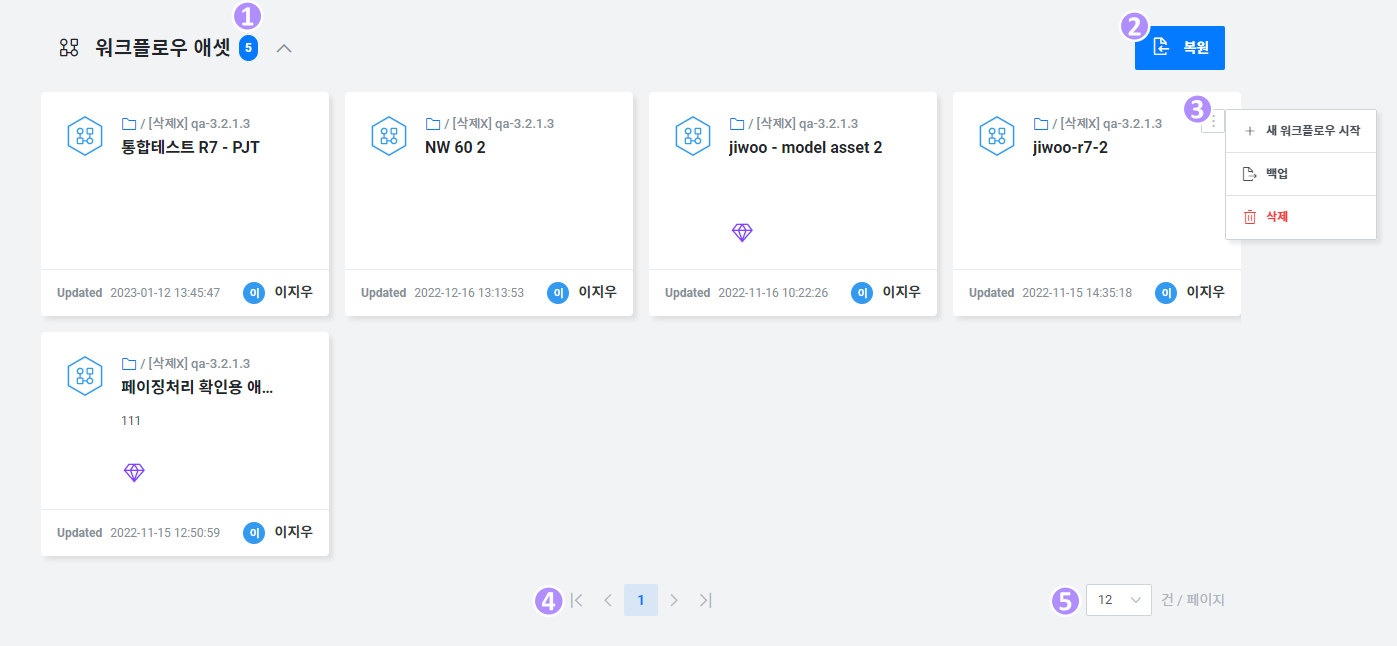 1
워크플로우 애셋 5
2
복원
/ [삭제X] qa-3.2.1.3
통합테스트 R7 - PJT
Updated 2023-01-12 13:45:47 이 이지우
/ [삭제X] qa-3.2.1.3
NW 60 2
Updated 2022-12-16 13:13:53 이 이지우
/ [삭제X] qa-3.2.1.3
jiwoo - model asset 2
Updated 2022-11-16 10:22:26 이 이지우
/ [삭제X] qa-3.2.1.3
jiwoo-r7-2
Updated 2022-11-15 14:35:18 이 이지우
3
새 워크플로우 시작
백업
삭제
/ [삭제X] qa-3.2.1.3
페이징처리 확인용 애...
111
Updated 2022-11-15 12:50:59 이 이지우
4
1
5
12 건 / 페이지